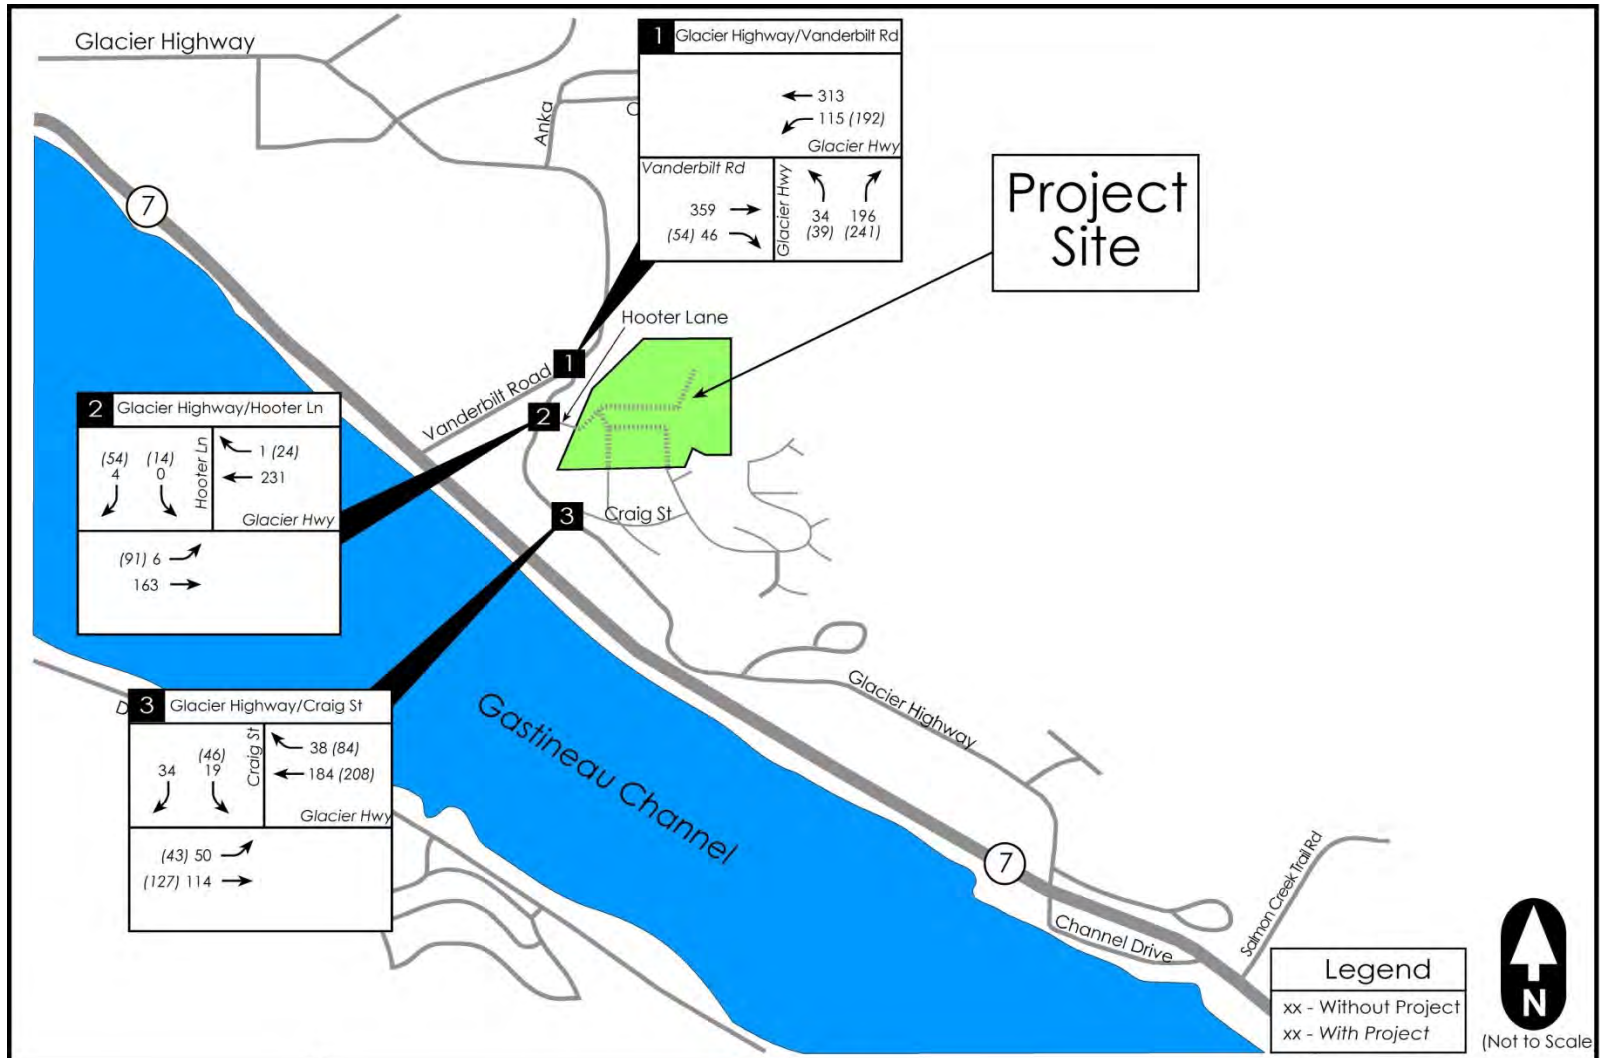 Glacier Highway
7
Anka
C
1 Glacier Highway/Vanderbilt Rd
313
115 (192)
Glacier Hwy
Vanderbilt Rd
359
(54) 46
Glacier Hwy
34 196
(39) (241)
Project
Site
Hooter Lane
1
Vanderbilt Road
2
3
Craig St
2 Glacier Highway/Hooter Ln
(54) (14)
4 0
Hooter Ln
1 (24)
231
Glacier Hwy
(91) 6
163
3 Glacier Highway/Craig St
D
34
(46)
19
Craig St
38 (84)
184 (208)
Glacier Hwy
(43) 50
(127) 114
Gastineau Channel
Glacier Highway
7
Channel Drive
Salmon Creek Trail Rd
Legend
xx - Without Project
xx - With Project
N
(Not to Scale